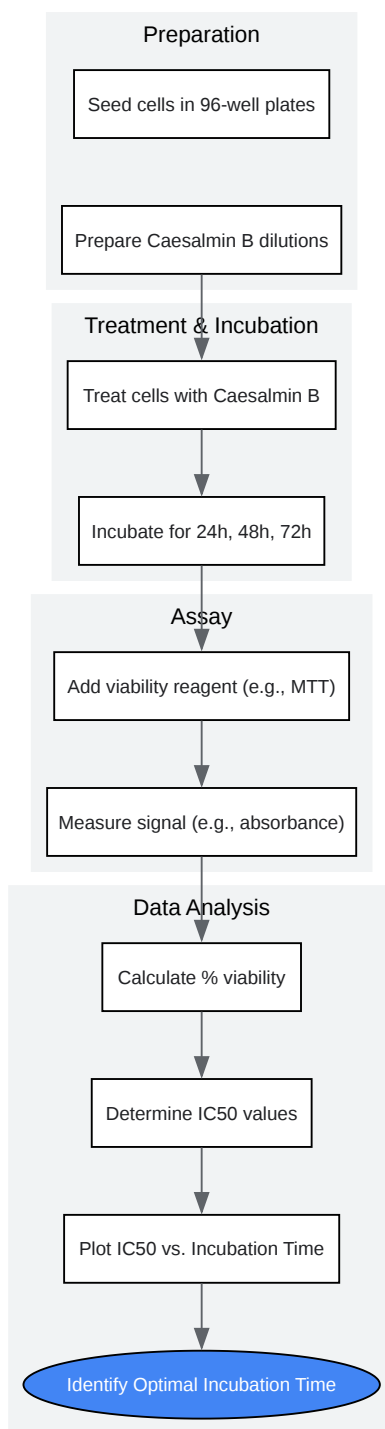 Preparation
Seed cells in 96-well plates
Prepare Caesalmin B dilutions
Treatment & Incubation
Treat cells with Caesalmin B
Incubate for 24h, 48h, 72h
Assay
Add viability reagent (e.g., MTT)
Measure signal (e.g., absorbance)
Data Analysis
Calculate % viability
Determine IC50 values
Plot IC50 vs. Incubation Time
Identify Optimal Incubation Time